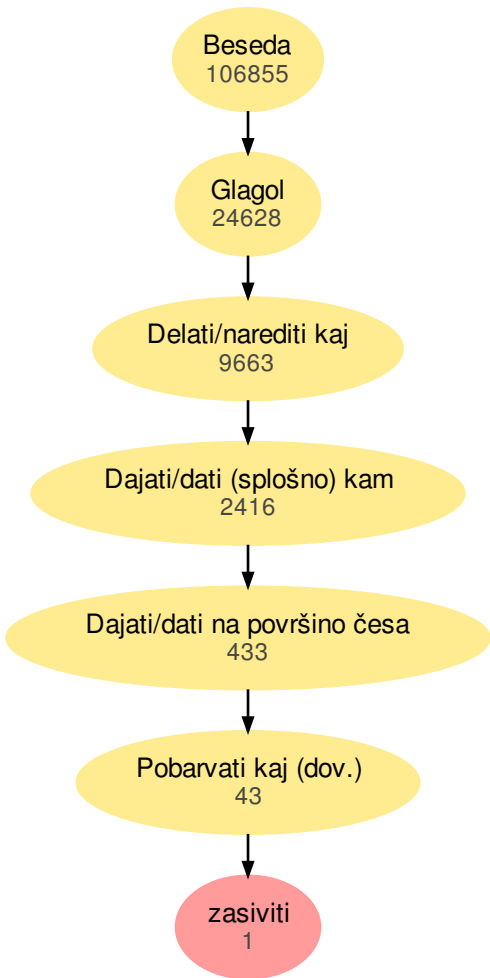 Beseda
106855
Glagol
24628
Delati/narediti kaj
9663
Dajati/dati (splošno) kam
2416
Dajati/dati na površino česa
433
Pobarvati kaj (dov.)
43
zasiviti
1